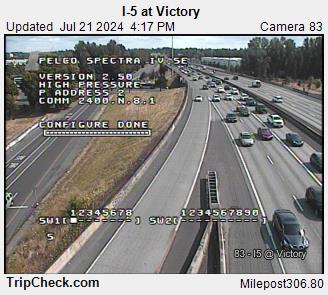 I-5 at Victory
Updated Jul 21 2024 4:17 PM Camera 83
PELCO SPECTRA IV SE
VERSION 2.50
HIGH PRESSURE
P ADDRESS 2
COMM 2400.N.8.1
CONFIGURE DONE
12345678 1234567890
SW1[ ] SW2[ ]
S
83 - I5 @ Victory
TripCheck.com Milepost306.80